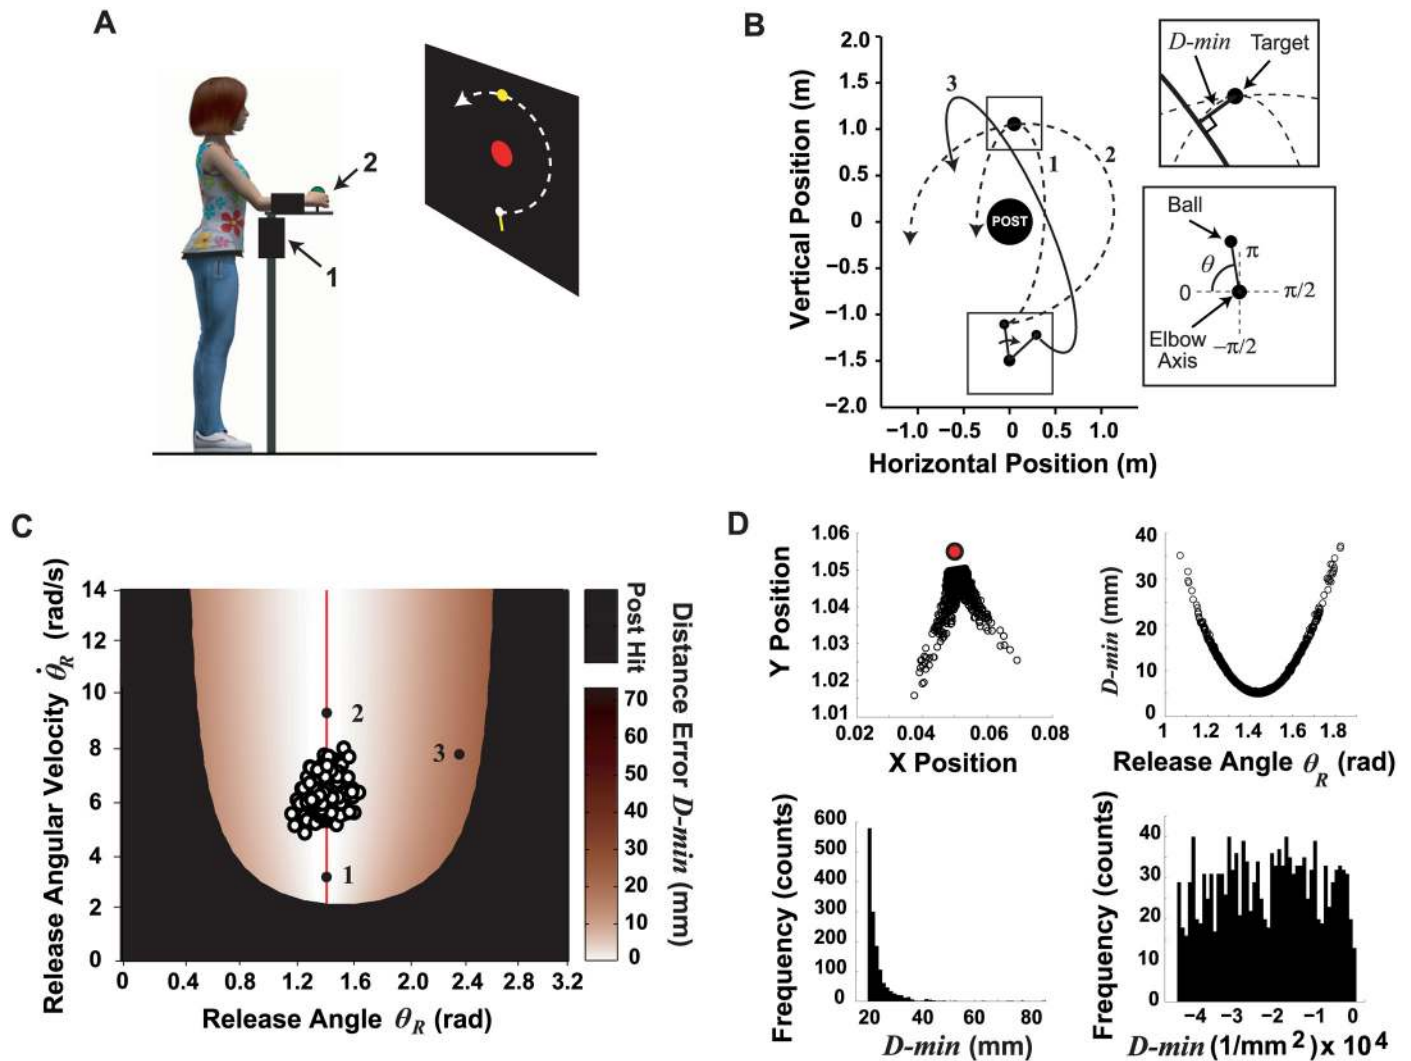 A
2
1
B
Vertical Position (m)
2.0
1.5
1.0
0.5
0
−0.5
−1.0
−1.5
−2.0
3
1
2
POST
−1.0 −0.5 0 0.5 1.0
Horizontal Position (m)
D-min Target
Ball
θ π
0 π/2
Elbow
Axis −π/2
C
Release Angular Velocity θ̇R (rad/s)
14
12
10
8
6
4
2
0
2
3
1
0 0.4 0.8 1.2 1.6 2.0 2.4 2.8 3.2
Release Angle θR (rad)
Post Hit
70
60
50
40
30
20
10
0
Distance Error D-min (mm)
D
Y Position
1.06
1.05
1.04
1.03
1.02
1.01
0.02 0.04 0.06 0.08
X Position
D-min (mm)
40
30
20
10
0
1 1.2 1.4 1.6 1.8
Release Angle θR (rad)
Frequency (counts)
600
500
400
300
200
100
0
20 40 60 80
D-min (mm)
Frequency (counts)
40
30
20
10
0
−4 −3 −2 −1 0
D-min (1/mm²) x 10⁴